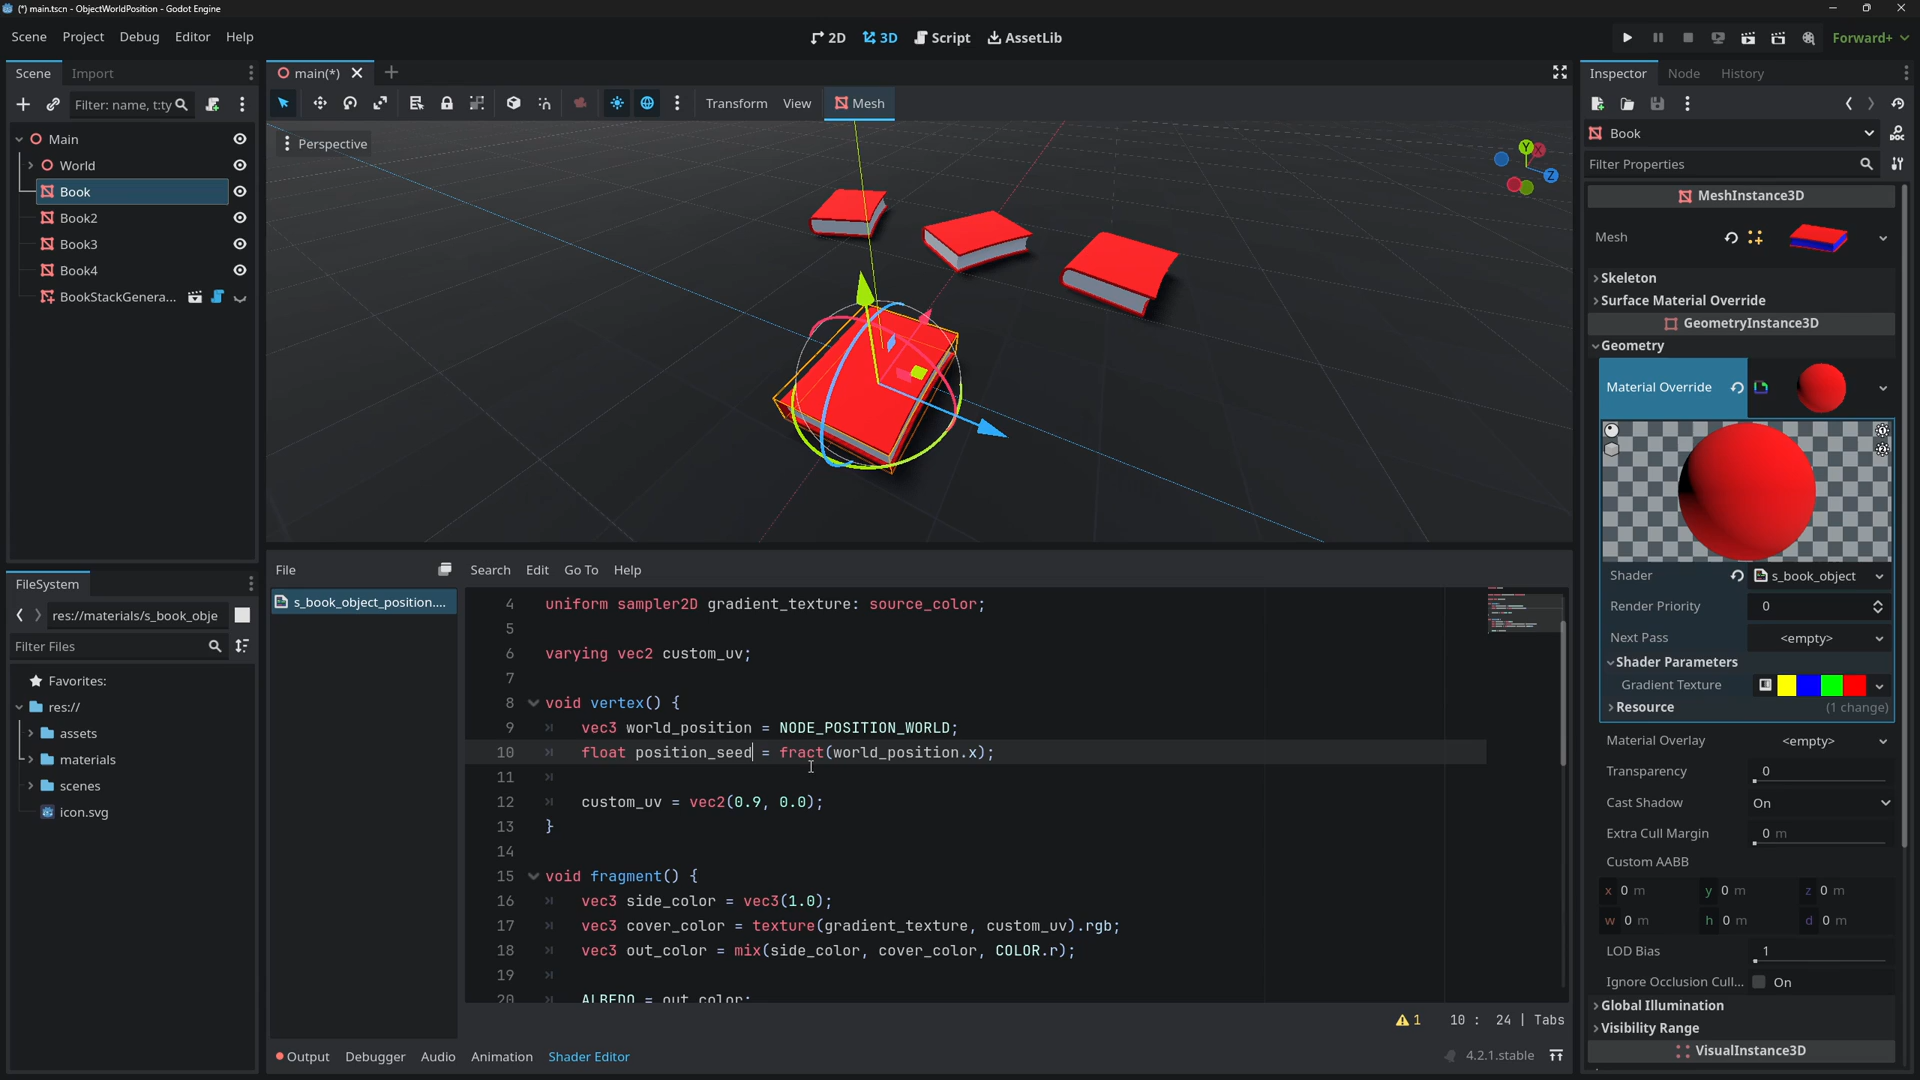 (*) main.tscn - ObjectWorldPosition - Godot Engine
Scene Project Debug Editor Help
2D 3D Script AssetLib
Forward+
Scene Import
Filter: name, t:ty
Main
World
Book
Book2
Book3
Book4
BookStackGenera...
main(*)
Transform View Mesh
Perspective
Y X Z
FileSystem
res://materials/s_book_obje
Filter Files
Favorites:
res://
assets
materials
scenes
icon.svg
File
s_book_object_position....
Search Edit Go To Help
4 uniform sampler2D gradient_texture: source_color;
5
6 varying vec2 custom_uv;
7
8 void vertex() {
9 vec3 world_position = NODE_POSITION_WORLD;
10 float position_seed = fract(world_position.x);
11
12 custom_uv = vec2(0.9, 0.0);
13 }
14
15 void fragment() {
16 vec3 side_color = vec3(1.0);
17 vec3 cover_color = texture(gradient_texture, custom_uv).rgb;
18 vec3 out_color = mix(side_color, cover_color, COLOR.r);
19
20 ALBEDO = out_color;
1 10 : 24 | Tabs
Output Debugger Audio Animation Shader Editor
4.2.1.stable
Inspector Node History
Book
Filter Properties
MeshInstance3D
Mesh
Skeleton
Surface Material Override
GeometryInstance3D
Geometry
Material Override
1
2
Shader s_book_object
Render Priority 0
Next Pass <empty>
Shader Parameters
Gradient Texture
Resource (1 change)
Material Overlay <empty>
Transparency 0
Cast Shadow On
Extra Cull Margin 0 m
Custom AABB
x 0 m y 0 m z 0 m
w 0 m h 0 m d 0 m
LOD Bias 1
Ignore Occlusion Cull... On
Global Illumination
Visibility Range
VisualInstance3D